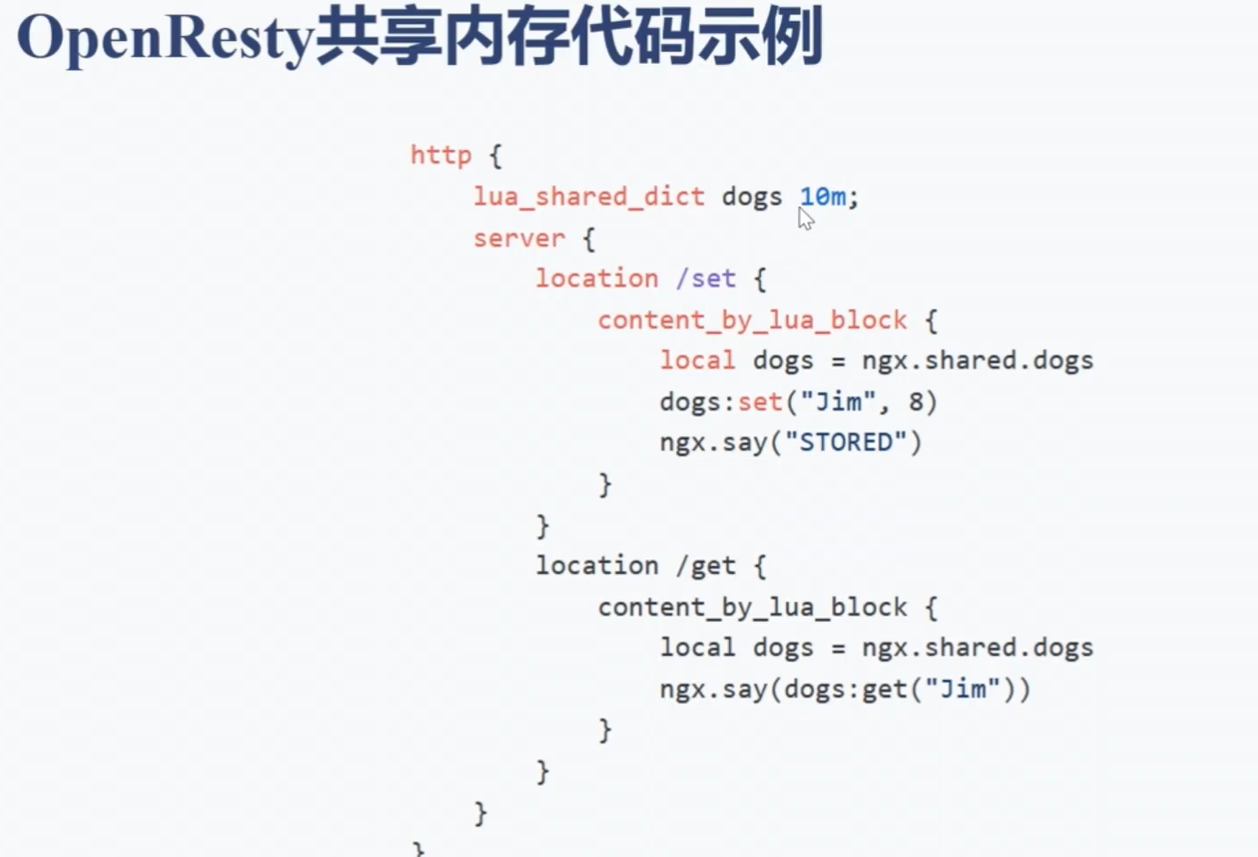 OpenResty共享内存代码示例
http {
    lua_shared_dict dogs 10m;
    server {
        location /set {
            content_by_lua_block {
                local dogs = ngx.shared.dogs
                dogs:set("Jim", 8)
                ngx.say("STORED")
            }
        }
        location /get {
            content_by_lua_block {
                local dogs = ngx.shared.dogs
                ngx.say(dogs:get("Jim"))
            }
        }
    }
}